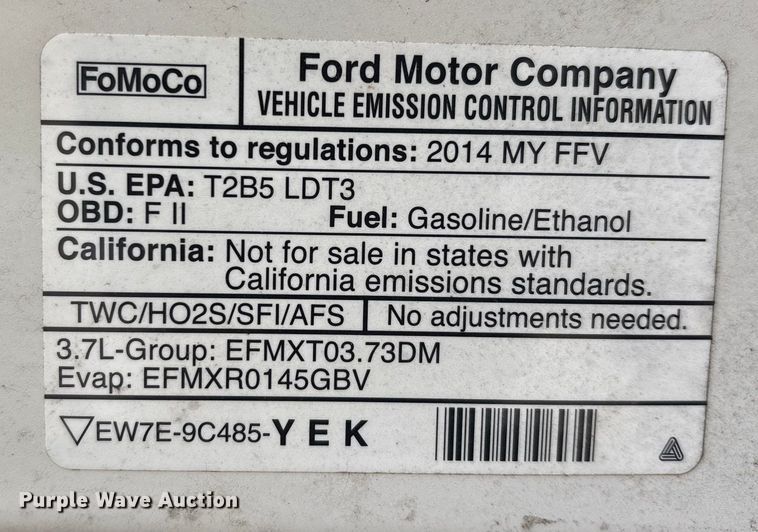 FoMoCo
Ford Motor Company
VEHICLE EMISSION CONTROL INFORMATION
Conforms to regulations: 2014 MY FFV
U.S. EPA: T2B5 LDT3
OBD: F II Fuel: Gasoline/Ethanol
California: Not for sale in states with
California emissions standards.
TWC/HO2S/SFI/AFS No adjustments needed.
3.7L-Group: EFMXT03.73DM
Evap: EFMXR0145GBV
EW7E-9C485-Y E K
Purple Wave Auction